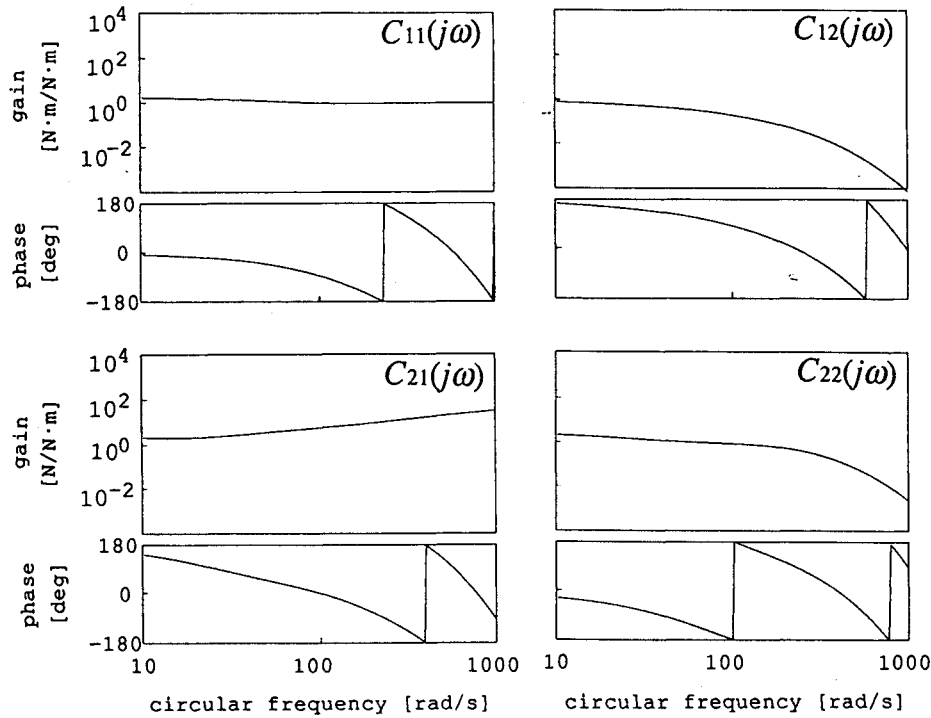 10^4
10^2
10^0
10^-2
gain
[N·m/N·m]
C11(jω)
C12(jω)
180
0
-180
phase
[deg]
10^4
10^2
10^0
10^-2
gain
[N/N·m]
C21(jω)
C22(jω)
180
0
-180
phase
[deg]
10 100 1000
10 100 1000
circular frequency [rad/s]
circular frequency [rad/s]